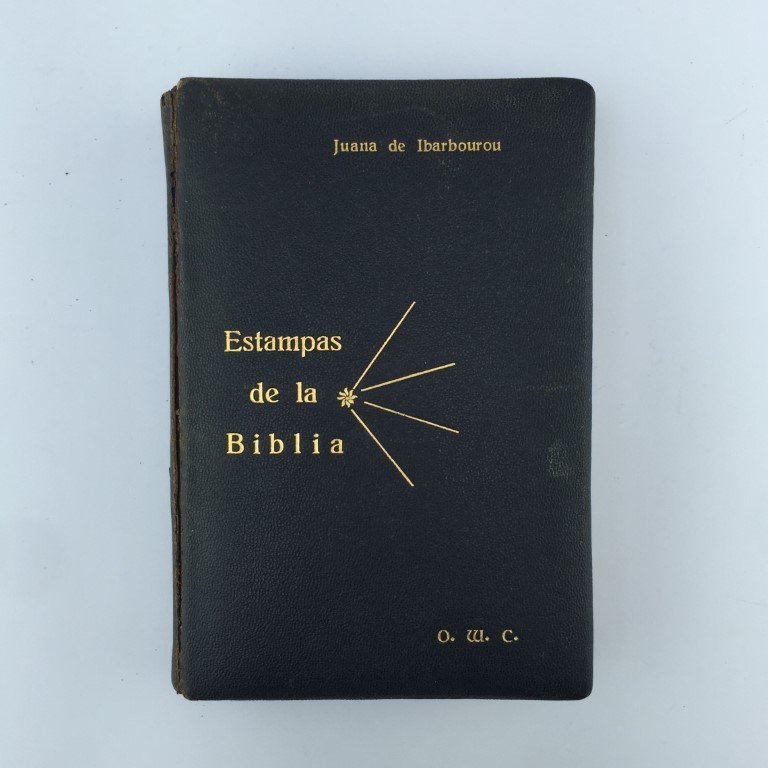 Juana de Ibarbourou
Estampas
de la
Biblia
O. W. C.